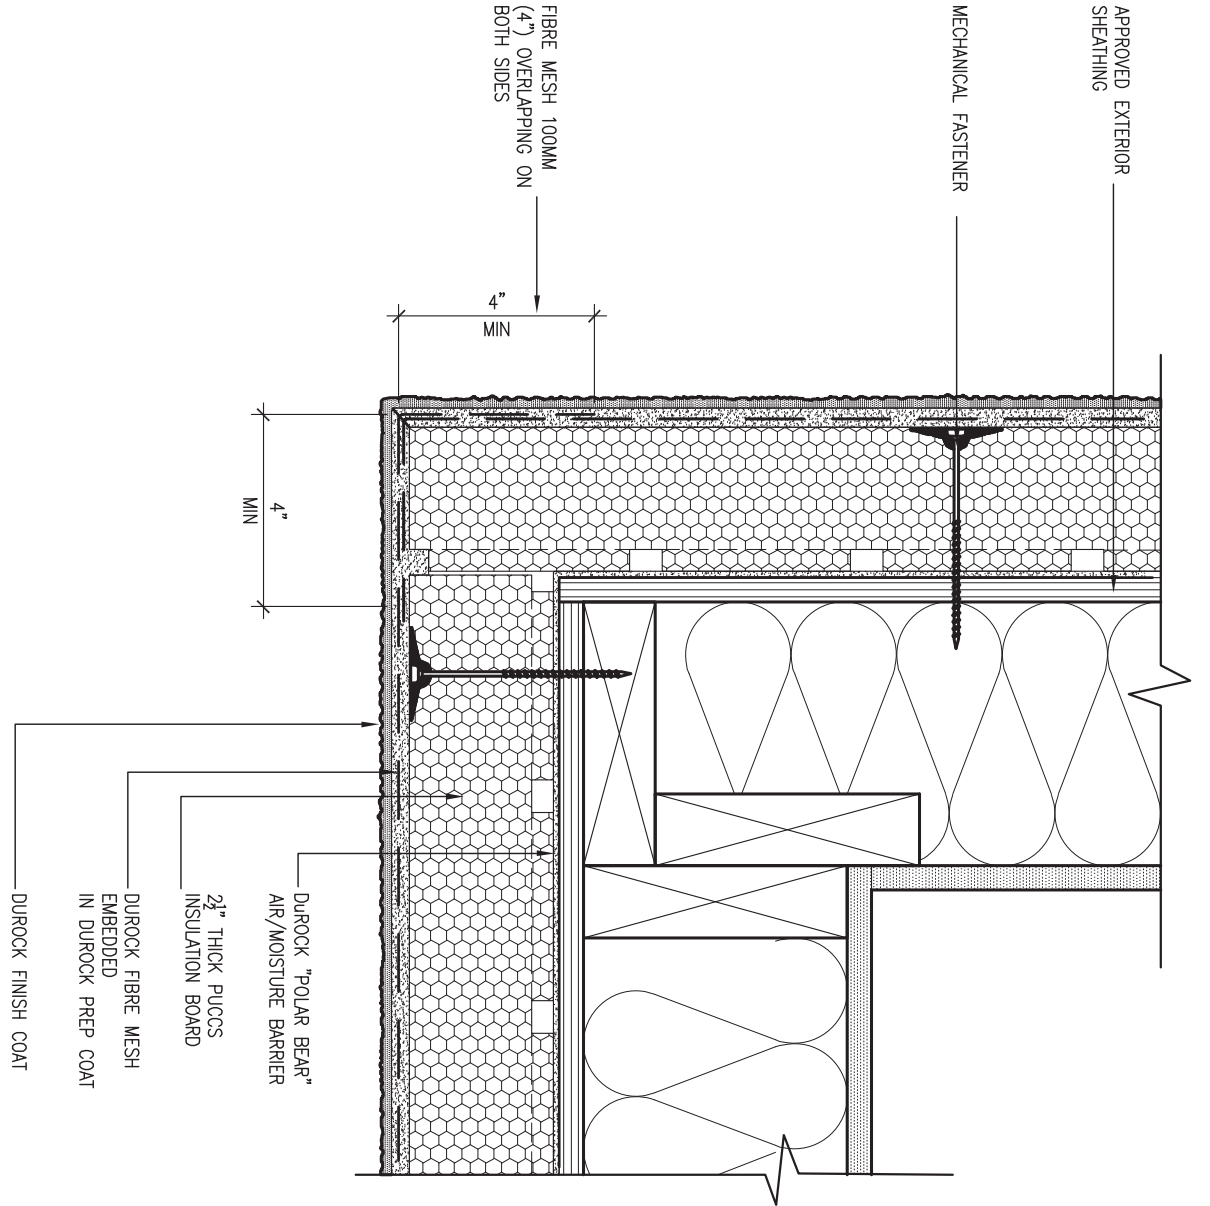 APPROVED EXTERIOR
SHEATHING
MECHANICAL FASTENER
FIBRE MESH 100MM
(4") OVERLAPPING ON
BOTH SIDES
4"
MIN
4"
MIN
DuROCK "POLAR BEAR"
AIR/MOISTURE BARRIER
2½" THICK PUCCS
INSULATION BOARD
DUROCK FIBRE MESH
EMBEDDED
IN DUROCK PREP COAT
DUROCK FINISH COAT